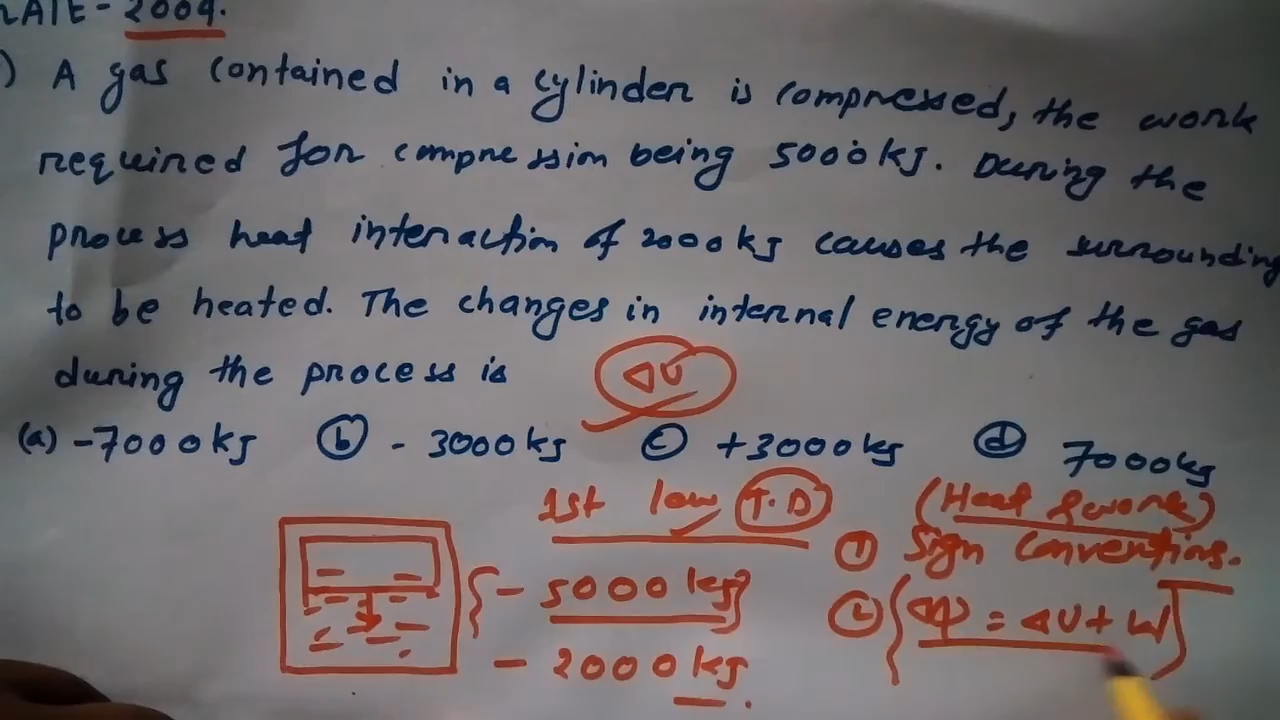 GATE-2004.
) A gas contained in a cylinder is compressed, the work
required for compression being 5000kJ. During the
process heat interaction of 2000kJ causes the surrounding
to be heated. The changes in internal energy of the gas
during the process is
ΔU
(a) -7000kJ (b) - 3000kJ (c) +3000kJ (d) 7000kJ
1st law T.D
(Heat & work)
(1) Sign Conventions.
- 5000 kJ
(2) = ΔU + W
- 2000 kJ.